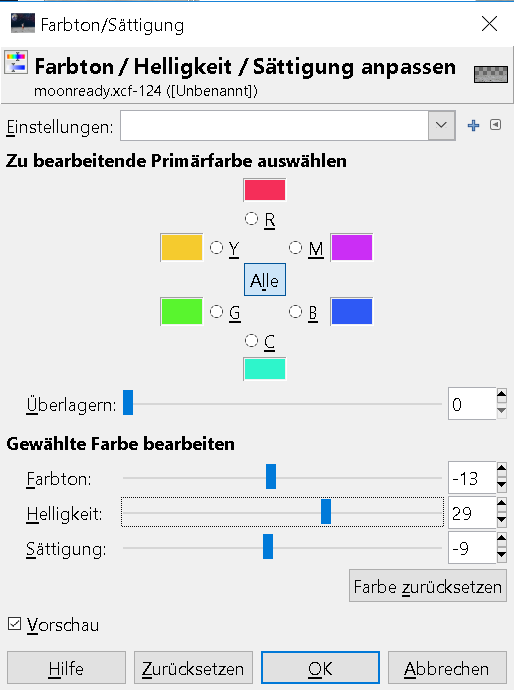 Farbton/Sättigung
Farbton / Helligkeit / Sättigung anpassen
moonready.xcf-124 ([Unbenannt])
Einstellungen:
Zu bearbeitende Primärfarbe auswählen
R
Y M
Alle
G B
C
Überlagern: 0
Gewählte Farbe bearbeiten
Farbton: -13
Helligkeit: 29
Sättigung: -9
Farbe zurücksetzen
Vorschau
Hilfe Zurücksetzen OK Abbrechen